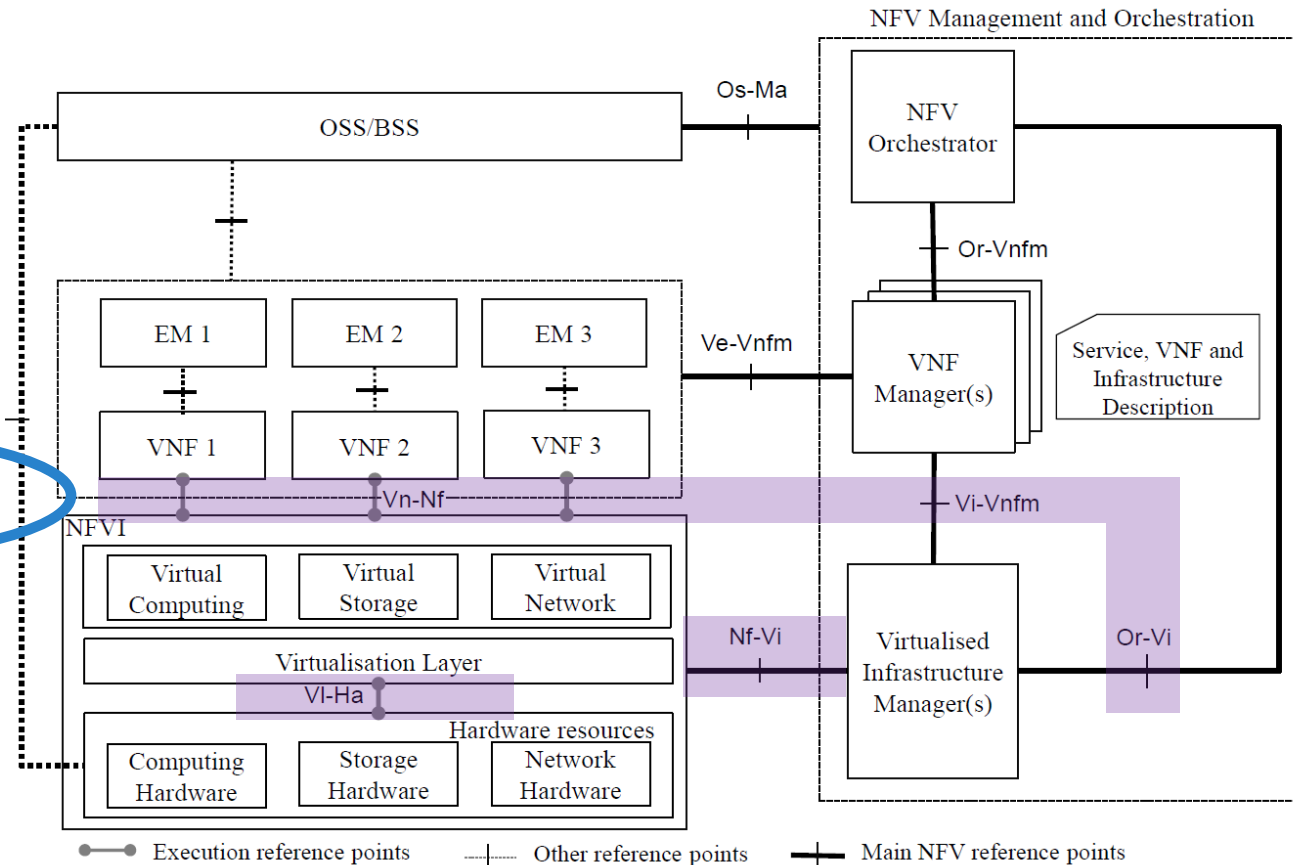 NFV Management and Orchestration
Os-Ma
OSS/BSS
NFV
Orchestrator
Or-Vnfm
EM 1
EM 2
EM 3
Ve-Vnfm
VNF
Manager(s)
Service, VNF and
Infrastructure
Description
VNF 1
VNF 2
VNF 3
Vn-Nf
Vi-Vnfm
NFVI
Virtual
Computing
Virtual
Storage
Virtual
Network
Nf-Vi
Virtualised
Infrastructure
Manager(s)
Or-Vi
Virtualisation Layer
Vl-Ha
Hardware resources
Computing
Hardware
Storage
Hardware
Network
Hardware
Execution reference points
Other reference points
Main NFV reference points